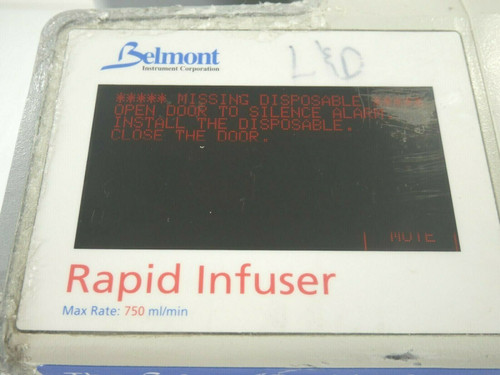 Belmont
Instrument Corporation
L&D
***** MISSING DISPOSABLE *****
OPEN DOOR TO SILENCE ALARM
INSTALL THE DISPOSABLE.
CLOSE THE DOOR.
MUTE
Rapid Infuser
Max Rate: 750 ml/min